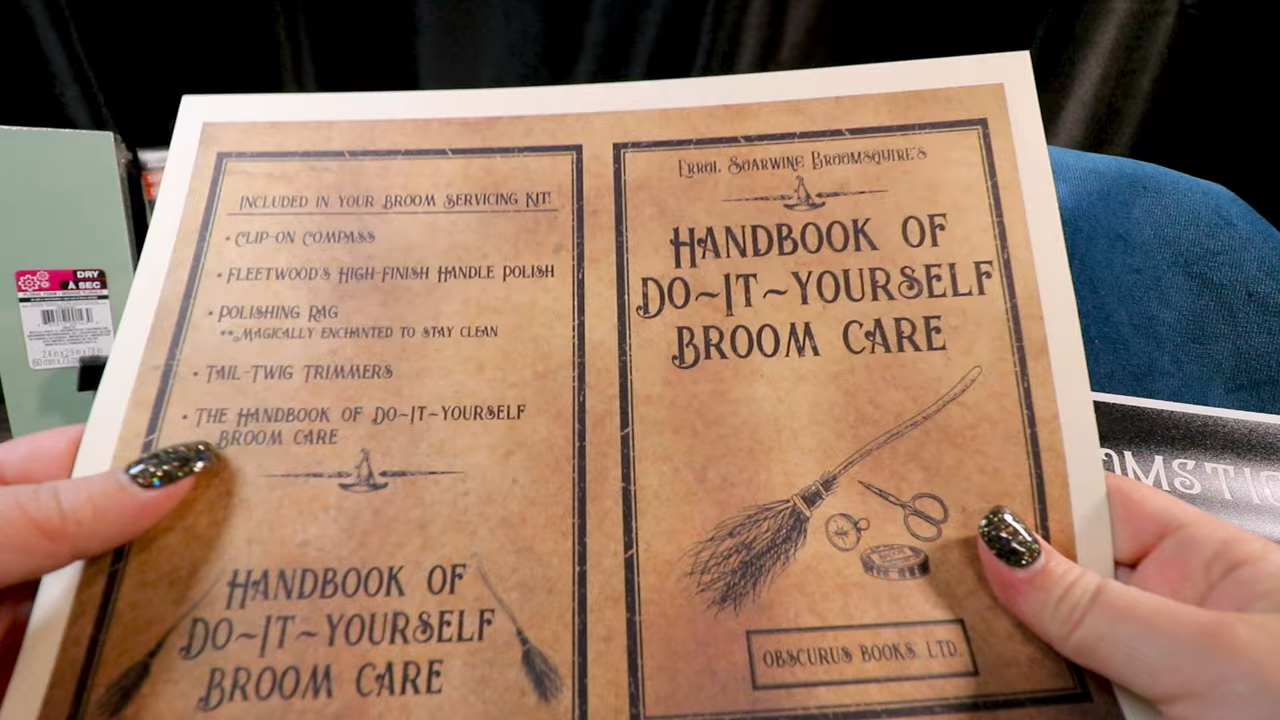 INCLUDED IN YOUR BROOM SERVICING KIT!
• CLIP-ON COMPASS
• FLEETWOOD'S HIGH-FINISH HANDLE POLISH
• POLISHING RAG
**MAGICALLY ENCHANTED TO STAY CLEAN
• TAIL-TWIG TRIMMERS
• THE HANDBOOK OF DO~IT~YOURSELF
BROOM CARE
HANDBOOK OF
DO~IT~YOURSELF
BROOM CARE
ERROL SOARWINE BROOMSQUIRE'S
HANDBOOK OF
DO~IT~YOURSELF
BROOM CARE
OBSCURUS BOOKS, LTD.
DRY
À SEC
OMSTIC